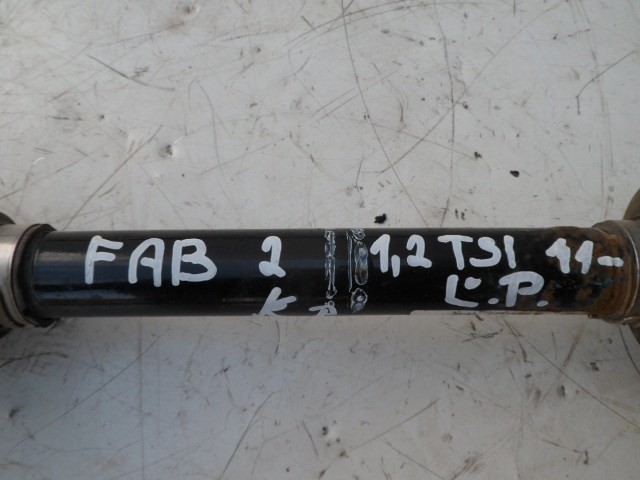 FAB 2 1,2 TSI 11-
L.P.